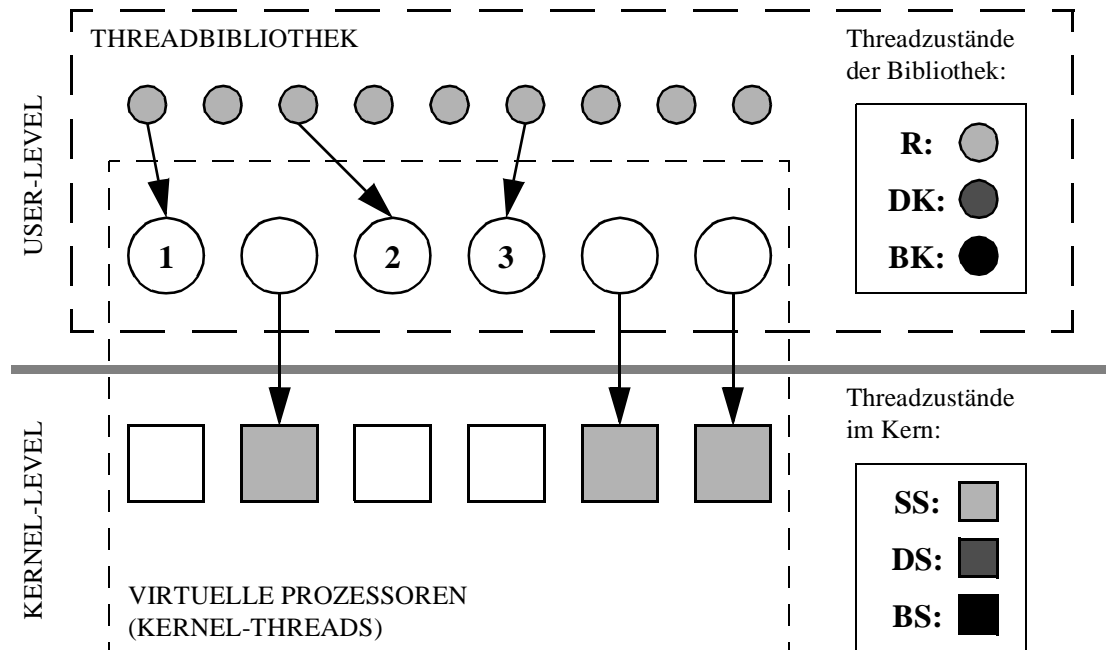 THREADBIBLIOTHEK
Threadzustände
der Bibliothek:
R:
DK:
BK:
USER-LEVEL
1
2
3
KERNEL-LEVEL
Threadzustände
im Kern:
SS:
DS:
BS:
VIRTUELLE PROZESSOREN
(KERNEL-THREADS)